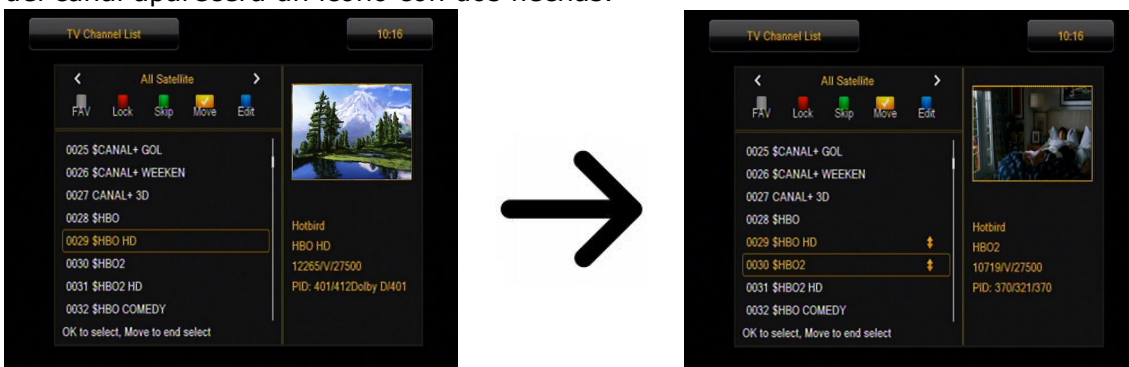 del canal aparecerá un icono con dos flechas.
TV Channel List 10:16
< All Satellite >
FAV Lock Skip Move Edit
0025 $CANAL+ GOL
0026 $CANAL+ WEEKEN
0027 CANAL+ 3D
0028 $HBO
0029 $HBO HD
0030 $HBO2
0031 $HBO2 HD
0032 $HBO COMEDY
OK to select, Move to end select
Hotbird
HBO HD
12265/V/27500
PID: 401/412Dolby D/401
TV Channel List 10:16
< All Satellite >
FAV Lock Skip Move Edit
0025 $CANAL+ GOL
0026 $CANAL+ WEEKEN
0027 CANAL+ 3D
0028 $HBO
0029 $HBO HD
0030 $HBO2
0031 $HBO2 HD
0032 $HBO COMEDY
OK to select, Move to end select
Hotbird
HBO2
10719/V/27500
PID: 370/321/370